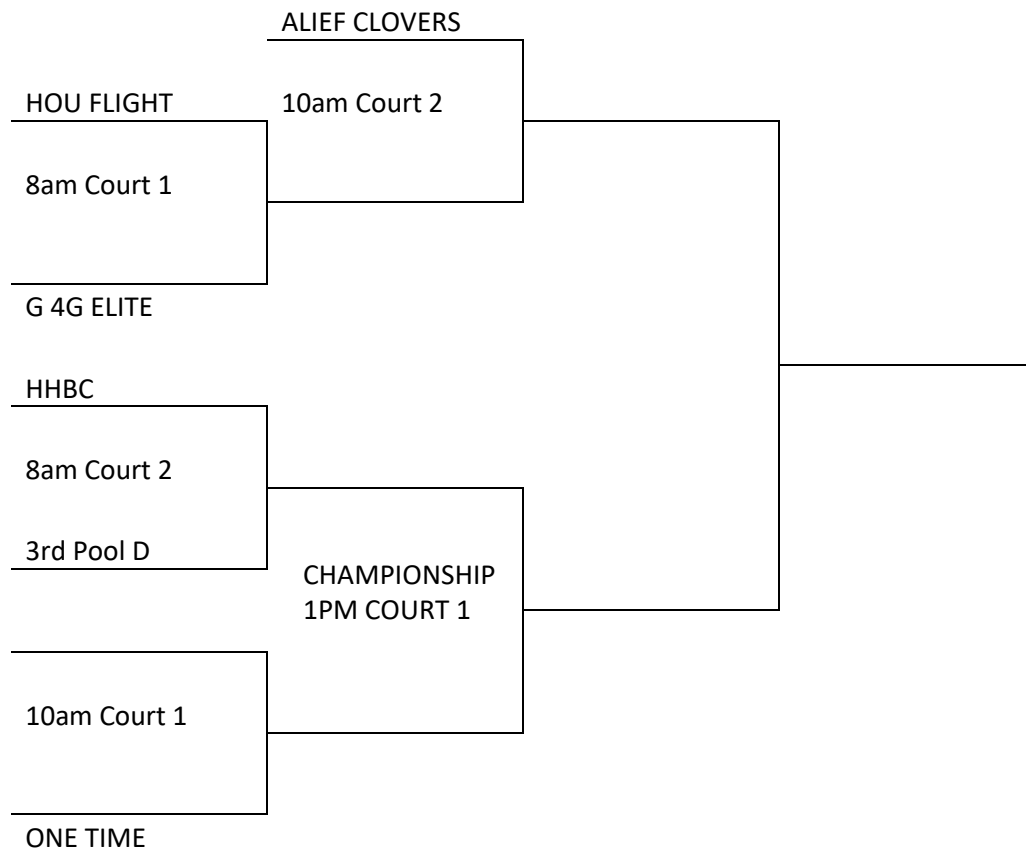 ALIEF CLOVERS
HOU FLIGHT
10am Court 2
8am Court 1
G 4G ELITE
HHBC
8am Court 2
3rd Pool D
CHAMPIONSHIP
1PM COURT 1
10am Court 1
ONE TIME